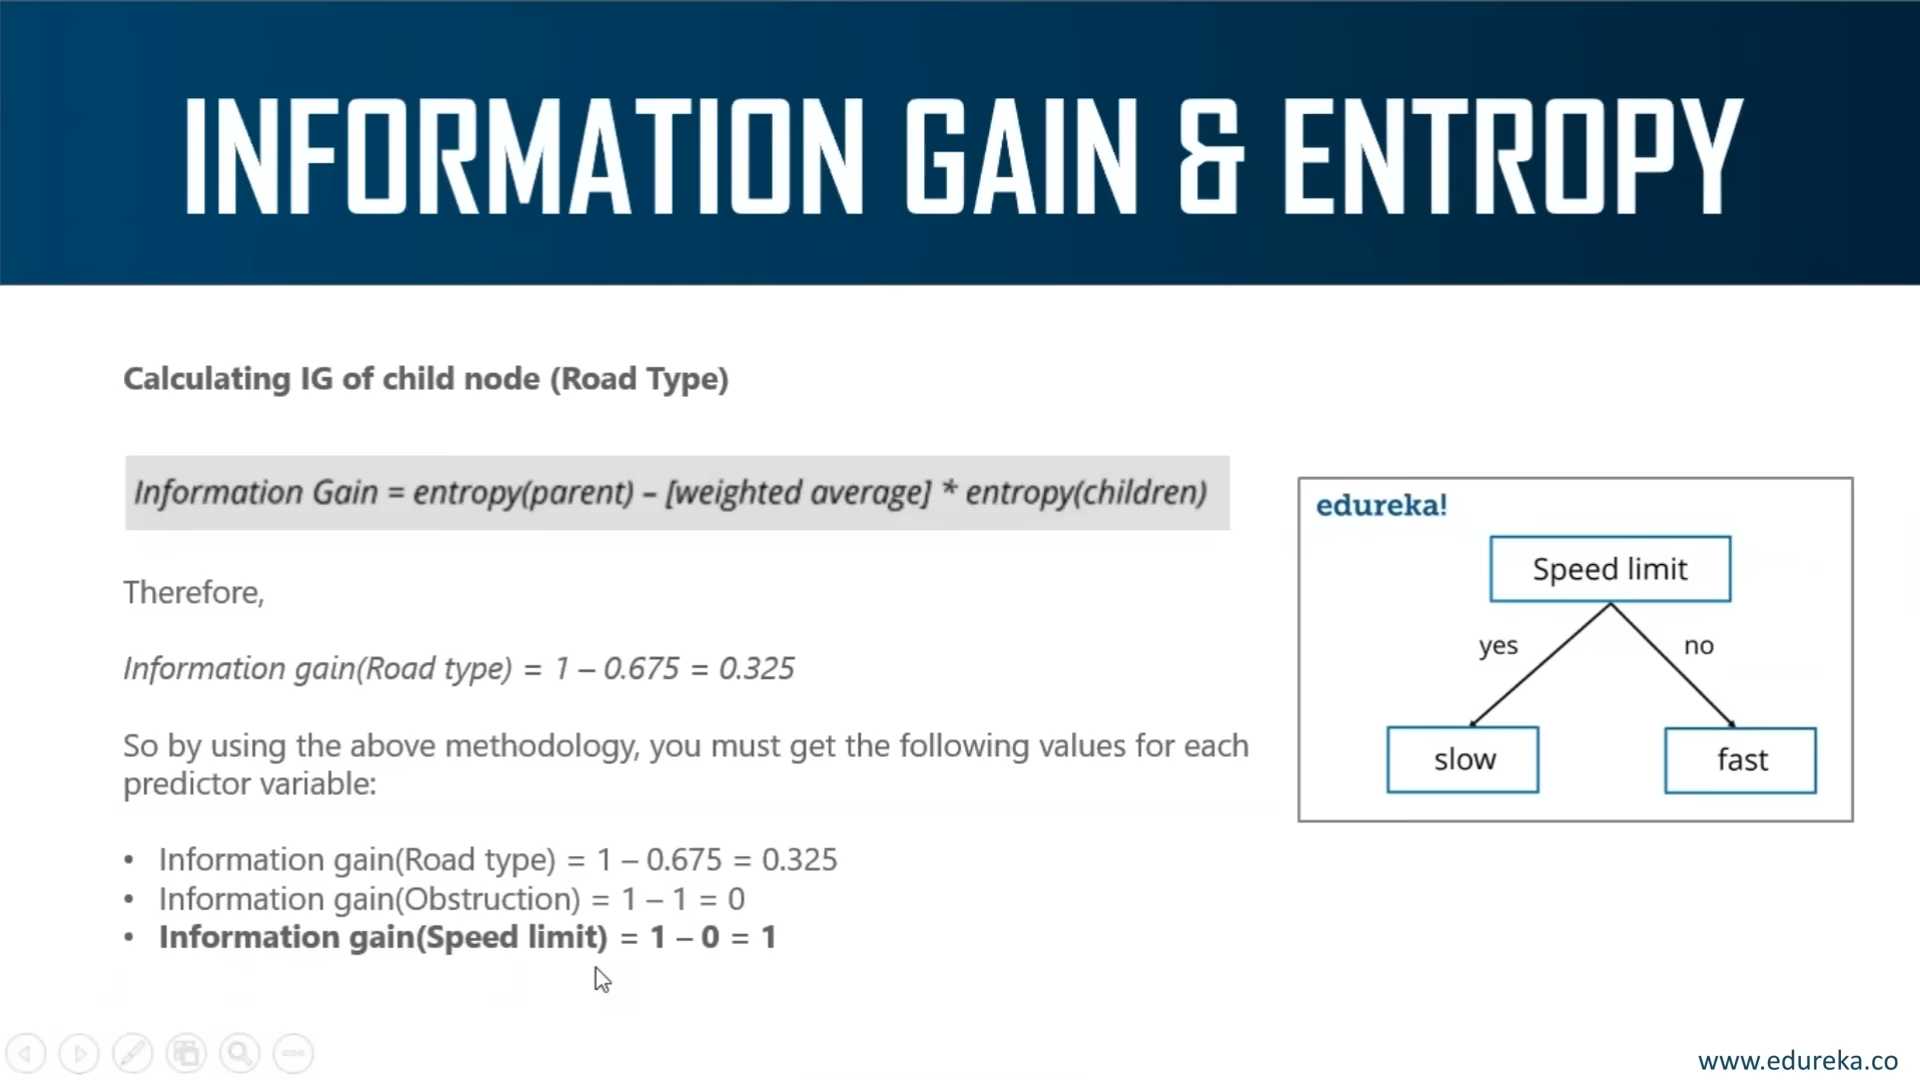 INFORMATION GAIN & ENTROPY
Calculating IG of child node (Road Type)
Information Gain = entropy(parent) – [weighted average] * entropy(children)
Therefore,
Information gain(Road type) = 1 – 0.675 = 0.325
So by using the above methodology, you must get the following values for each
predictor variable:
• Information gain(Road type) = 1 – 0.675 = 0.325
• Information gain(Obstruction) = 1 – 1 = 0
• Information gain(Speed limit) = 1 – 0 = 1
edureka!
Speed limit
yes
no
slow
fast
www.edureka.co